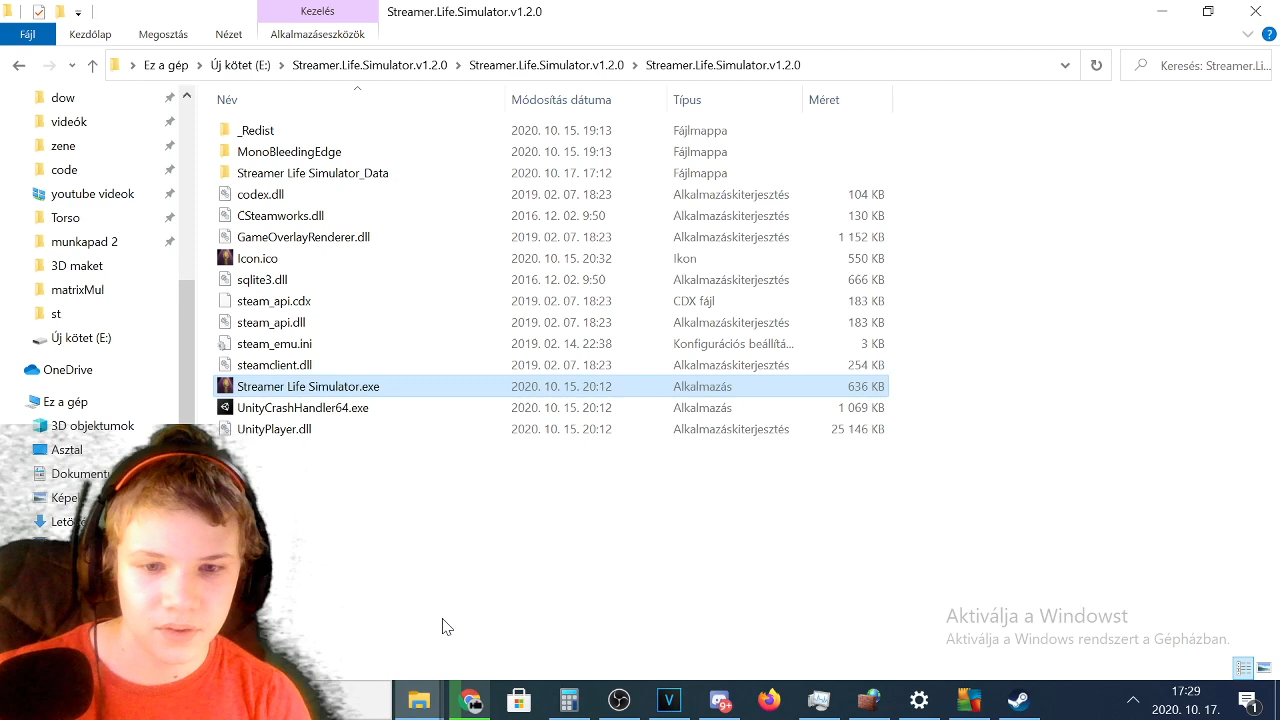 Kezelés
Streamer.Life.Simulator.v1.2.0
Fájl
Kezdőlap
Megosztás
Nézet
Alkalmazáseszközök
Ez a gép
Új kötet (E:)
Streamer.Life.Simulator.v1.2.0
Streamer.Life.Simulator.v1.2.0
Streamer.Life.Simulator.v1.2.0
Keresés: Streamer.Li...
dow
videók
zene
code
youtube videok
Torso
munkapad 2
3D maket
matrixMul
st
Új kötet (E:)
OneDrive
Ez a gép
3D objektumok
Asztal
Név Módosítás dátuma Típus Méret
_Redist 2020. 10. 15. 19:13 Fájlmappa
MonoBleedingEdge 2020. 10. 15. 19:13 Fájlmappa
Streamer Life Simulator_Data 2020. 10. 17. 17:12 Fájlmappa
codex.dll 2019. 02. 07. 18:23 Alkalmazáskiterjesztés 104 KB
CSteamworks.dll 2016. 12. 02. 9:50 Alkalmazáskiterjesztés 130 KB
GameOverlayRenderer.dll 2019. 02. 07. 18:23 Alkalmazáskiterjesztés 1 152 KB
Icon.ico 2020. 10. 15. 20:32 Ikon 550 KB
sqlite3.dll 2016. 12. 02. 9:50 Alkalmazáskiterjesztés 666 KB
steam_api.cdx 2019. 02. 07. 18:23 CDX fájl 183 KB
steam_api.dll 2019. 02. 07. 18:23 Alkalmazáskiterjesztés 183 KB
steam_emu.ini 2019. 02. 14. 22:38 Konfigurációs beállítá... 3 KB
steamclient.dll 2019. 02. 07. 18:23 Alkalmazáskiterjesztés 254 KB
Streamer Life Simulator.exe 2020. 10. 15. 20:12 Alkalmazás 636 KB
UnityCrashHandler64.exe 2020. 10. 15. 20:12 Alkalmazás 1 069 KB
UnityPlayer.dll 2020. 10. 15. 20:12 Alkalmazáskiterjesztés 25 146 KB
Aktiválja a Windowst
Aktiválja a Windows rendszert a Gépházban.
17:29
2020. 10. 17.